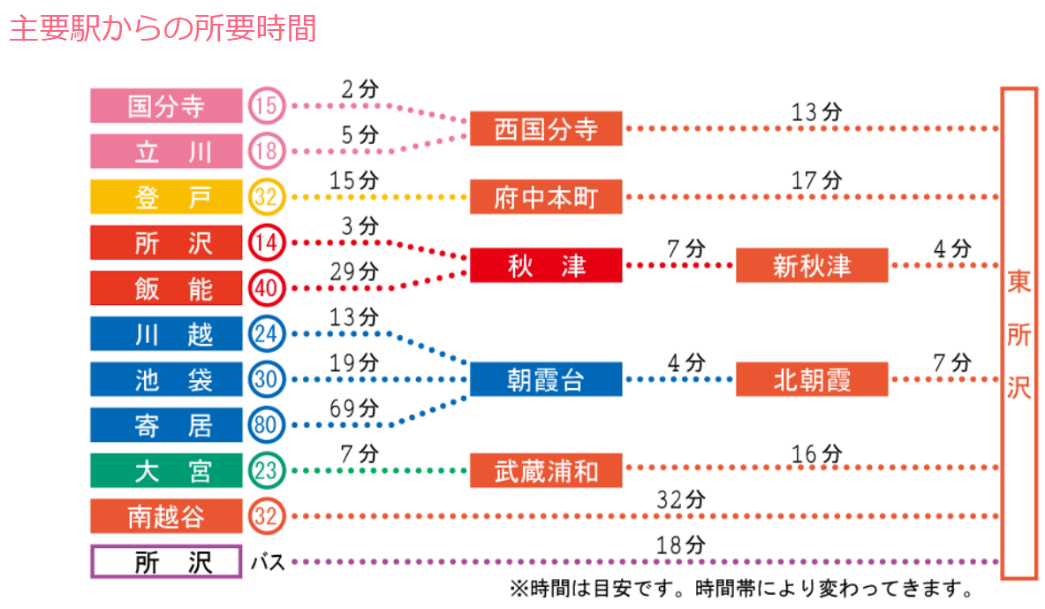 主要駅からの所要時間
国分寺 15 2分
西国分寺 13分
立川 18 5分
登戸 32 15分 府中本町 17分
所沢 14 3分
秋津 7分 新秋津 4分
飯能 40 29分
川越 24 13分
池袋 30 19分 朝霞台 4分 北朝霞 7分
寄居 80 69分
大宮 23 7分 武蔵浦和 16分
南越谷 32 32分
所沢 バス 18分
東所沢
※時間は目安です。時間帯により変わってきます。